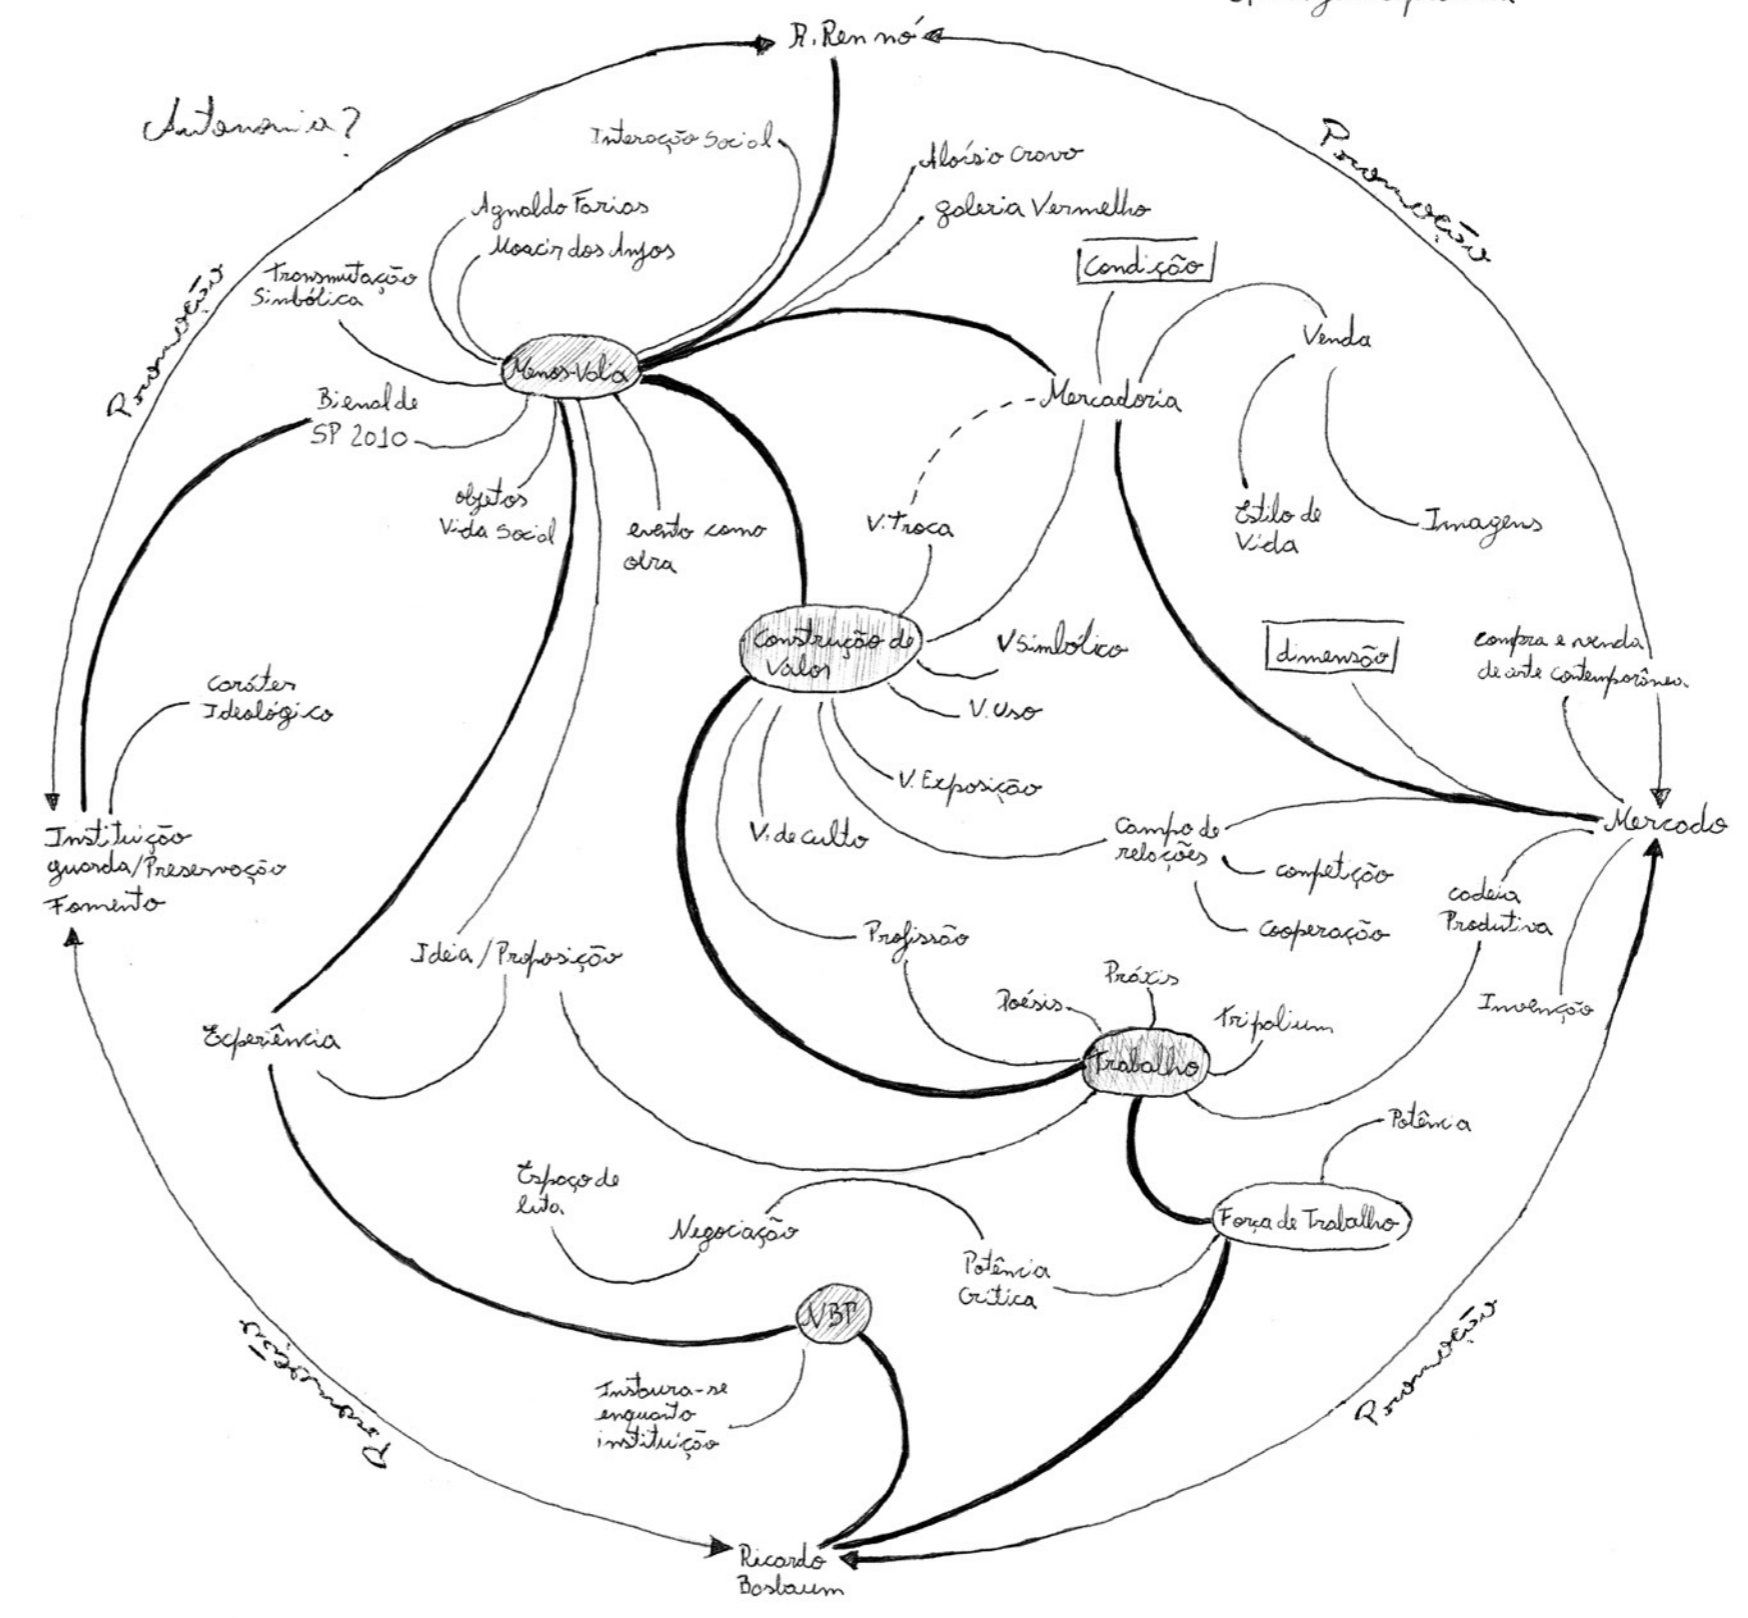 R. Rennó
Autonomia?
Interação Social
Aloísio Cravo
galeria Vermelho
Promoção
Agnaldo Farias
Moacir dos Anjos
Transmutação
Simbólica
Condição
Promoção
Venda
Menos-Valia
Mercadoria
Bienal de
SP 2010
objetos
Vida Social
evento como
obra
V. Troca
Estilo de
Vida
Imagens
Construção de
Valor
V Simbólico
dimensão
compra e venda
de arte contemporânea
caráter
Ideológico
V. Uso
V. Exposição
V. de culto
Campo de
relações
Mercado
Instituição
guarda/Preservação
Fomento
competição
cooperação
cadeia
Produtiva
Profissão
Ideia / Proposição
Práxis
Poésis
Tripalium
Invenção
Experiência
Trabalho
Potência
Espaço de
luta
Negociação
Força de Trabalho
Potência
Crítica
NBP
Promoção
Promoção
Instaura-se
enquanto
instituição
Ricardo
Basbaum